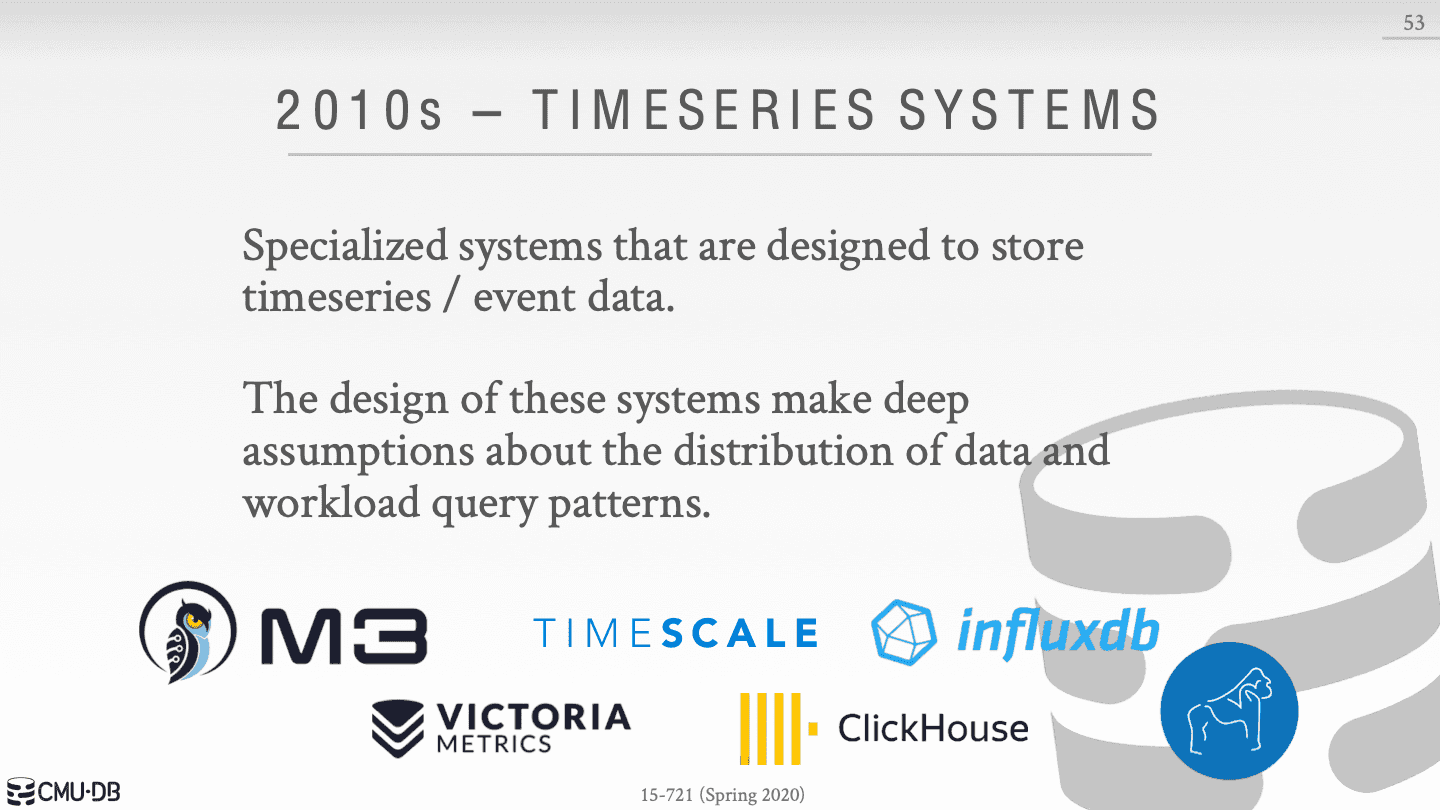 53
2010s – TIMESERIES SYSTEMS
Specialized systems that are designed to store
timeseries / event data.
The design of these systems make deep
assumptions about the distribution of data and
workload query patterns.
M3
TIMESCALE
influxdb
VICTORIA
METRICS
ClickHouse
CMU·DB
15-721 (Spring 2020)